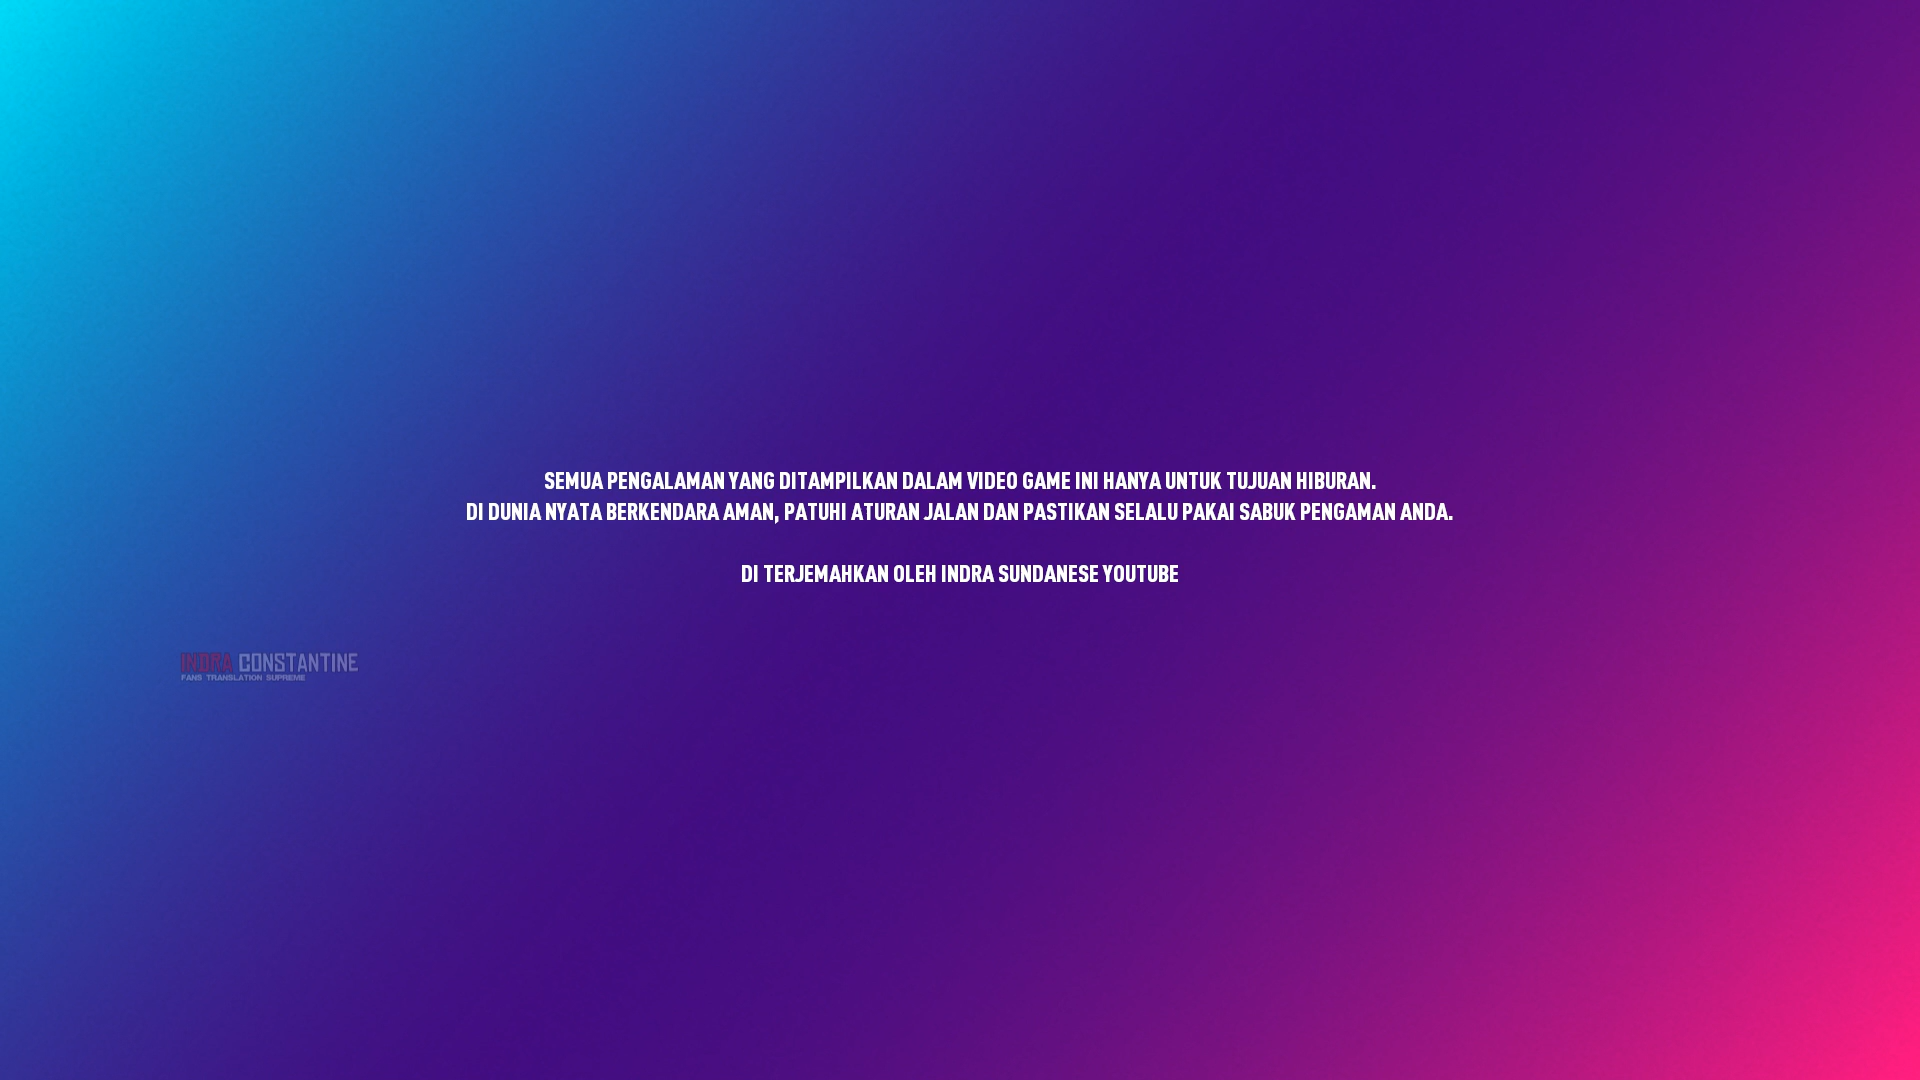 SEMUA PENGALAMAN YANG DITAMPILKAN DALAM VIDEO GAME INI HANYA UNTUK TUJUAN HIBURAN.
DI DUNIA NYATA BERKENDARA AMAN, PATUHI ATURAN JALAN DAN PASTIKAN SELALU PAKAI SABUK PENGAMAN ANDA.
DI TERJEMAHKAN OLEH INDRA SUNDANESE YOUTUBE
INDRA CONSTANTINE
FANS TRANSLATION SUPREME